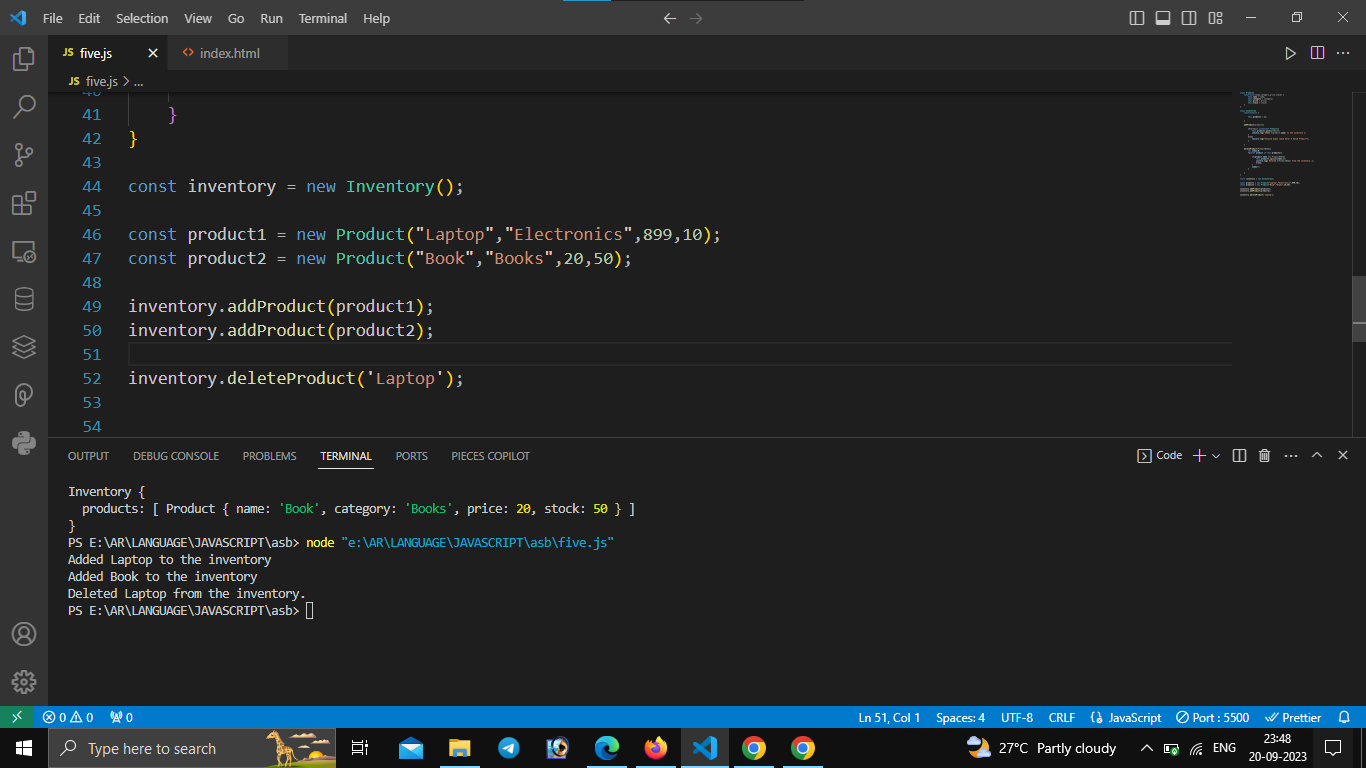 File Edit Selection View Go Run Terminal Help
JS five.js index.html
JS five.js > ...
40
41 }
42 }
43
44 const inventory = new Inventory();
45
46 const product1 = new Product("Laptop","Electronics",899,10);
47 const product2 = new Product("Book","Books",20,50);
48
49 inventory.addProduct(product1);
50 inventory.addProduct(product2);
51
52 inventory.deleteProduct('Laptop');
53
54
OUTPUT DEBUG CONSOLE PROBLEMS TERMINAL PORTS PIECES COPILOT Code
Inventory {
products: [ Product { name: 'Book', category: 'Books', price: 20, stock: 50 } ]
}
PS E:\AR\LANGUAGE\JAVASCRIPT\asb> node "e:\AR\LANGUAGE\JAVASCRIPT\asb\five.js"
Added Laptop to the inventory
Added Book to the inventory
Deleted Laptop from the inventory.
PS E:\AR\LANGUAGE\JAVASCRIPT\asb>
0 0 0 Ln 51, Col 1 Spaces: 4 UTF-8 CRLF {} JavaScript Port : 5500 Prettier
Type here to search 27°C Partly cloudy ENG 23:48
20-09-2023